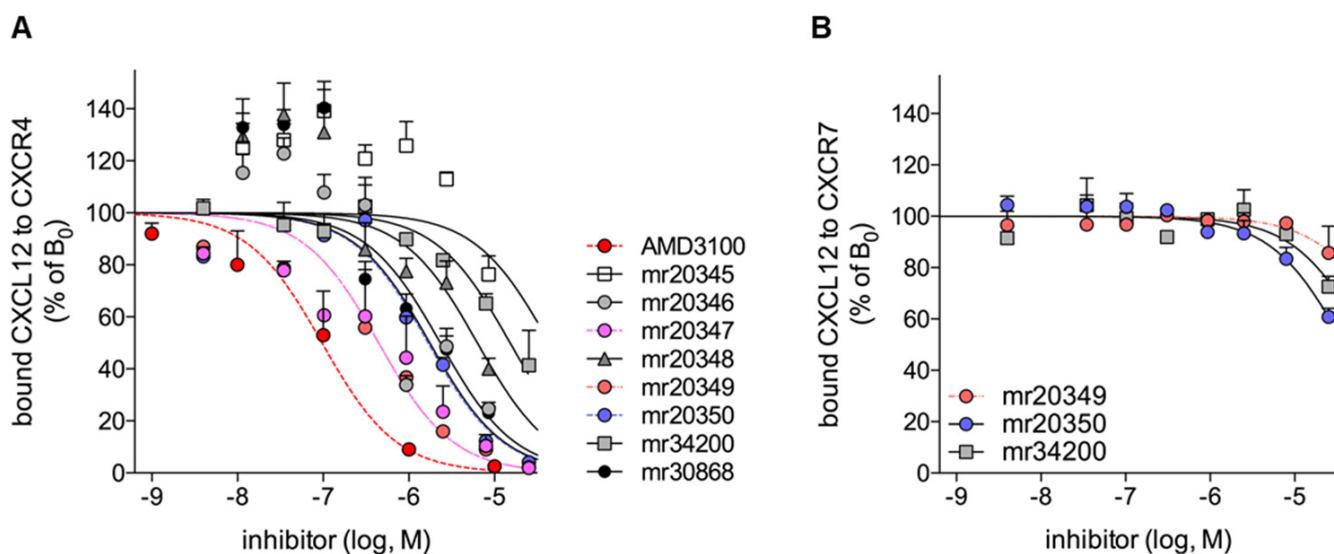 A
bound CXCL12 to CXCR4
(% of B₀)
140
120
100
80
60
40
20
0
-9
-8
-7
-6
-5
inhibitor (log, M)
AMD3100
mr20345
mr20346
mr20347
mr20348
mr20349
mr20350
mr34200
mr30868
B
bound CXCL12 to CXCR7
(% of B₀)
140
120
100
80
60
40
20
0
mr20349
mr20350
mr34200
-9
-8
-7
-6
-5
inhibitor (log, M)